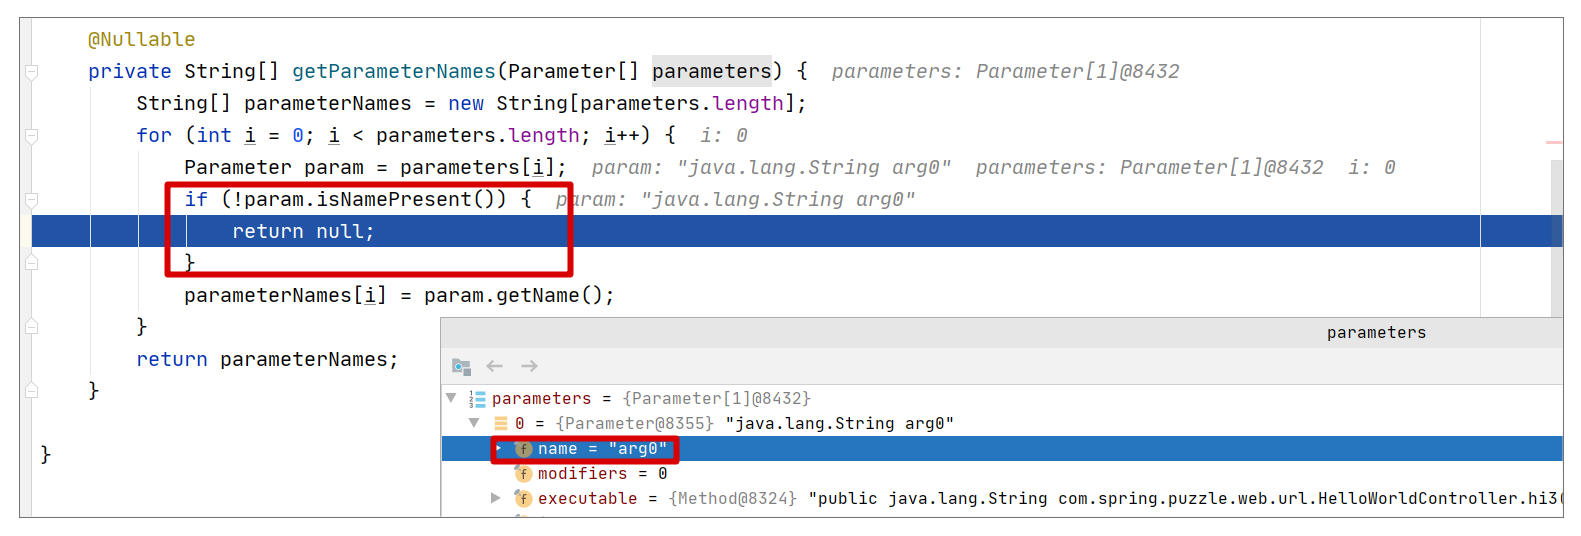 @Nullable
private String[] getParameterNames(Parameter[] parameters) {  parameters: Parameter[1]@8432
String[] parameterNames = new String[parameters.length];
for (int i = 0; i < parameters.length; i++) {  i: 0
Parameter param = parameters[i];  param: "java.lang.String arg0"  parameters: Parameter[1]@8432  i: 0
if (!param.isNamePresent()) {  param: "java.lang.String arg0"
return null;
}
parameterNames[i] = param.getName();
}
return parameterNames;
}
}
parameters
parameters = {Parameter[1]@8432}
0 = {Parameter@8355} "java.lang.String arg0"
name = "arg0"
modifiers = 0
executable = {Method@8324} "public java.lang.String com.spring.puzzle.web.url.HelloWorldController.hi3(